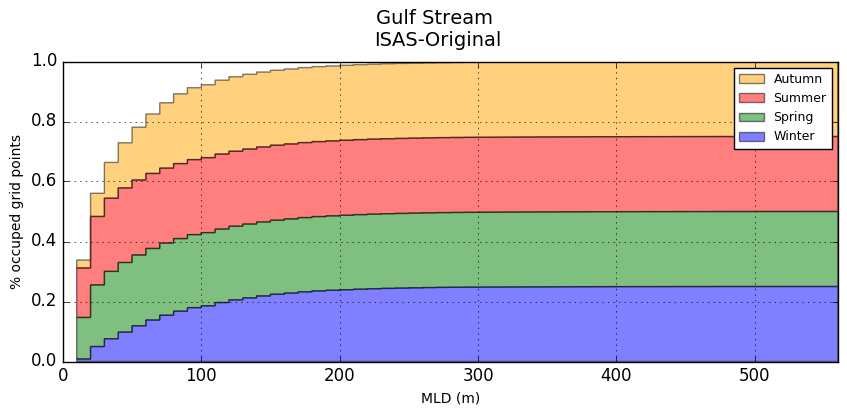 Gulf Stream
ISAS-Original
% occuped grid points
1.0
0.8
0.6
0.4
0.2
0.0
Autumn
Summer
Spring
Winter
0 100 200 300 400 500
MLD (m)